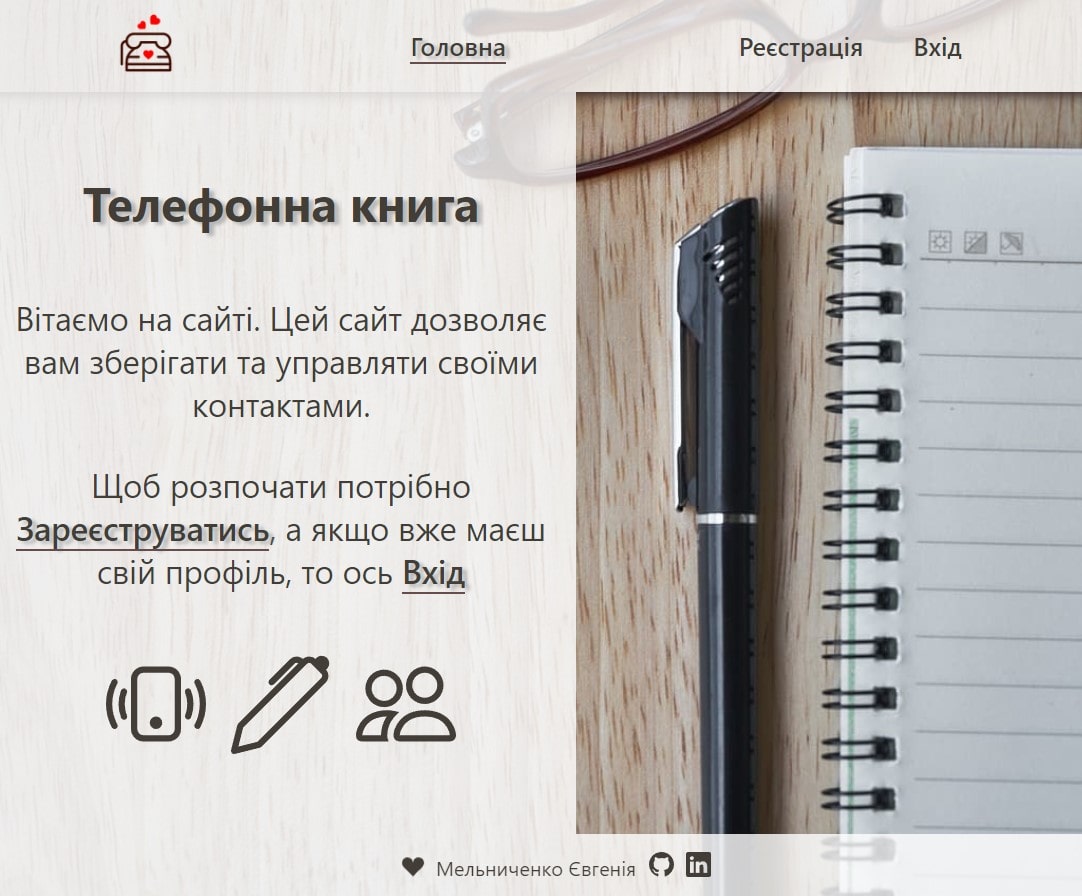 Головна
Реєстрація
Вхід
Телефонна книга
Вітаємо на сайті. Цей сайт дозволяє
вам зберігати та управляти своїми
контактами.
Щоб розпочати потрібно
Зареєструватись, а якщо вже маєш
свій профіль, то ось Вхід
Мельниченко Євгенія
in